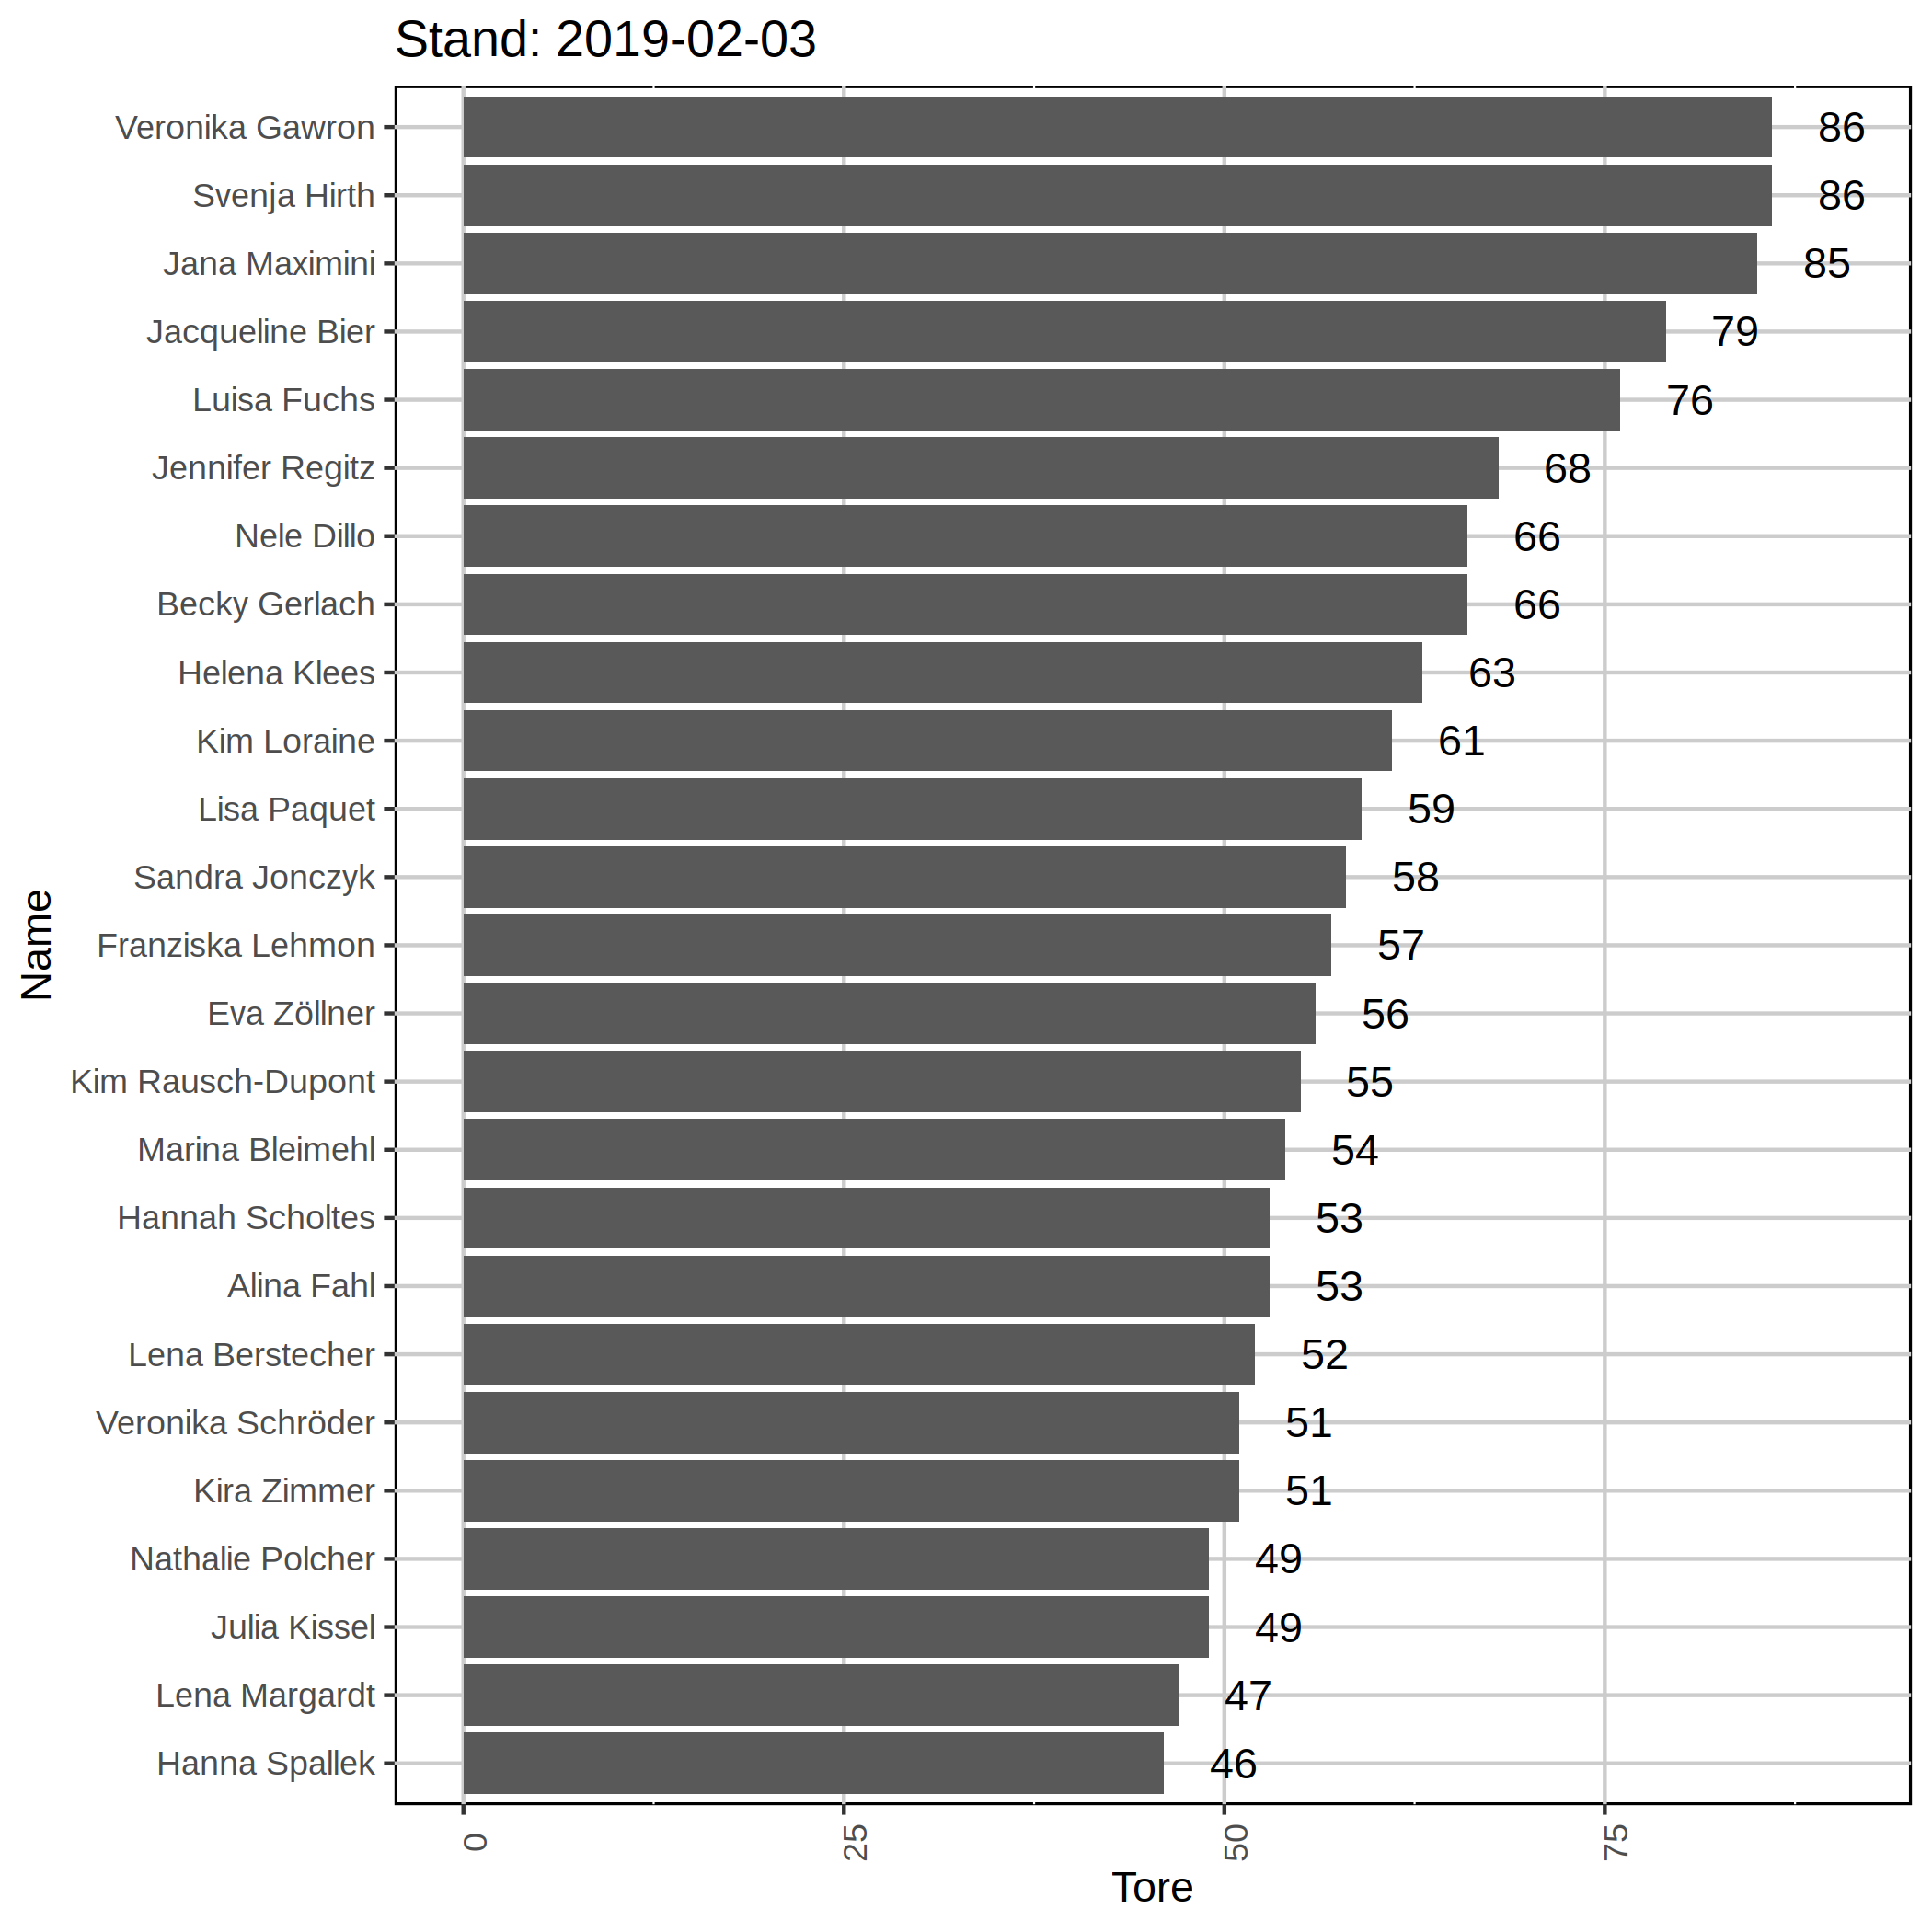 Stand: 2019-02-03
Name
Veronika Gawron 86
Svenja Hirth 86
Jana Maximini 85
Jacqueline Bier 79
Luisa Fuchs 76
Jennifer Regitz 68
Nele Dillo 66
Becky Gerlach 66
Helena Klees 63
Kim Loraine 61
Lisa Paquet 59
Sandra Jonczyk 58
Franziska Lehmon 57
Eva Zöllner 56
Kim Rausch-Dupont 55
Marina Bleimehl 54
Hannah Scholtes 53
Alina Fahl 53
Lena Berstecher 52
Veronika Schröder 51
Kira Zimmer 51
Nathalie Polcher 49
Julia Kissel 49
Lena Margardt 47
Hanna Spallek 46
0 25 50 75
Tore